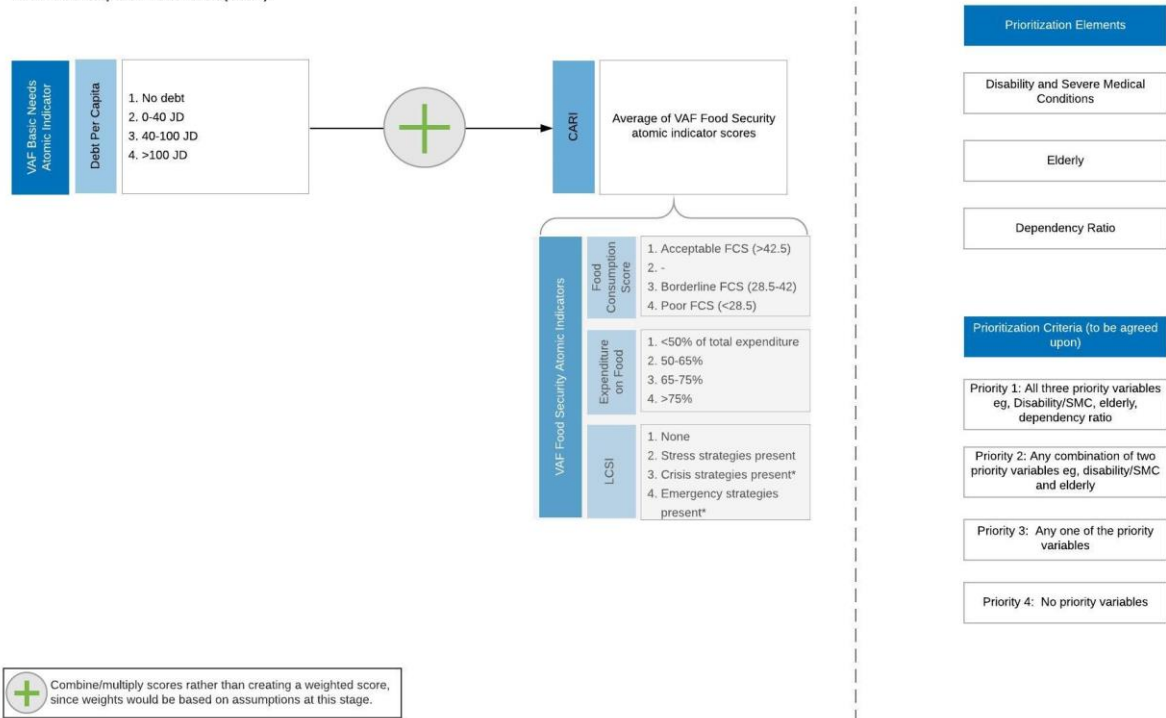 VAF Basic Needs
Atomic Indicator
Debt Per Capita
1. No debt
2. 0-40 JD
3. 40-100 JD
4. >100 JD
CARI
Average of VAF Food Security
atomic indicator scores
VAF Food Security Atomic Indicators
Food
Consumption
Score
1. Acceptable FCS (>42.5)
2. -
3. Borderline FCS (28.5-42)
4. Poor FCS (<28.5)
Expenditure
on Food
1. <50% of total expenditure
2. 50-65%
3. 65-75%
4. >75%
LCSI
1. None
2. Stress strategies present
3. Crisis strategies present*
4. Emergency strategies
present*
Combine/multiply scores rather than creating a weighted score,
since weights would be based on assumptions at this stage.
Prioritization Elements
Disability and Severe Medical
Conditions
Elderly
Dependency Ratio
Prioritization Criteria (to be agreed
upon)
Priority 1: All three priority variables
eg, Disability/SMC, elderly,
dependency ratio
Priority 2: Any combination of two
priority variables eg, disability/SMC
and elderly
Priority 3: Any one of the priority
variables
Priority 4: No priority variables